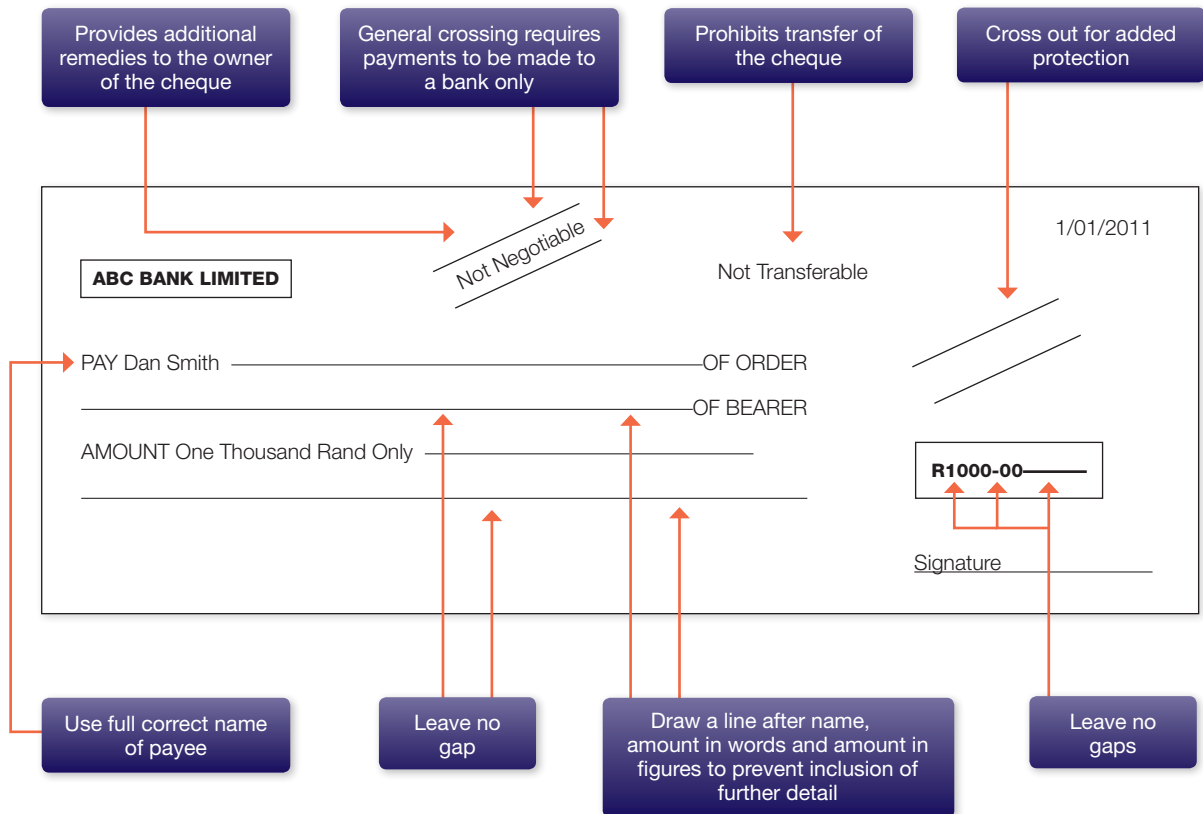 Provides additional
remedies to the owner
of the cheque
General crossing requires
payments to be made to
a bank only
Prohibits transfer of
the cheque
Cross out for added
protection
1/01/2011
Not Negotiable
Not Transferable
ABC BANK LIMITED
PAY Dan Smith OF ORDER
OF BEARER
AMOUNT One Thousand Rand Only
R1000-00
Signature
Use full correct name
of payee
Leave no
gap
Draw a line after name,
amount in words and amount in
figures to prevent inclusion of
further detail
Leave no
gaps